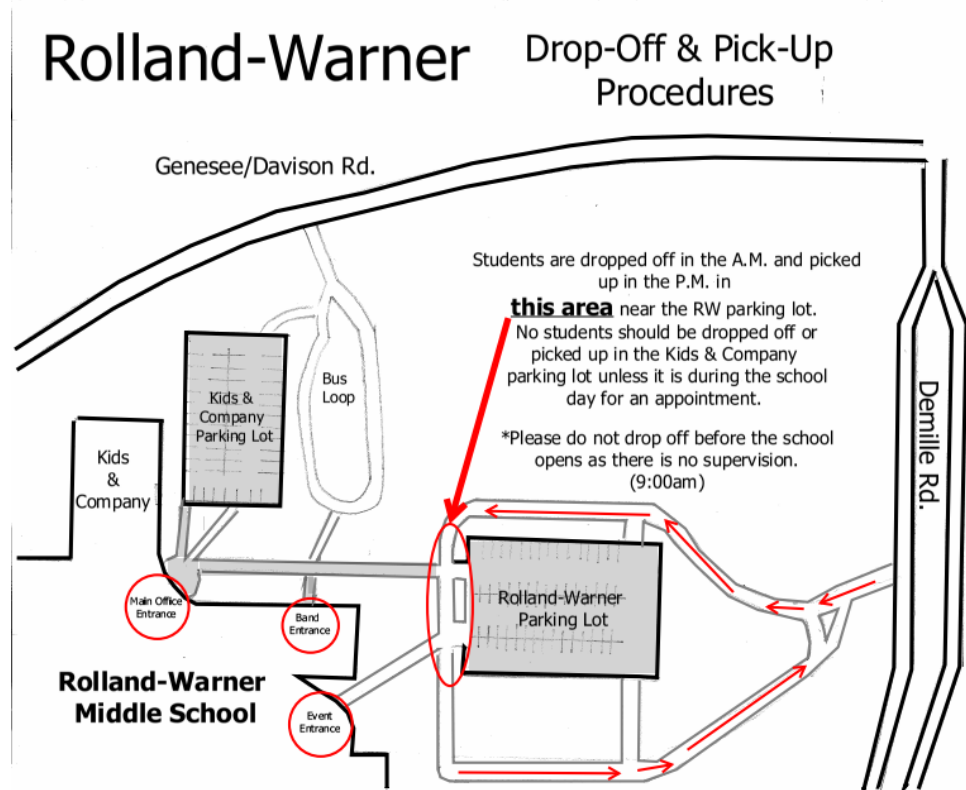 Rolland-Warner
Drop-Off & Pick-Up
Procedures
Genesee/Davison Rd.
Students are dropped off in the A.M. and picked
up in the P.M. in
this area near the RW parking lot.
No students should be dropped off or
picked up in the Kids & Company
parking lot unless it is during the school
day for an appointment.
*Please do not drop off before the school
opens as there is no supervision.
(9:00am)
Bus
Loop
Kids &
Company
Parking Lot
Kids
&
Company
Demille Rd.
Rolland-Warner
Parking Lot
Main Office
Entrance
Band
Entrance
Rolland-Warner
Middle School
Event
Entrance